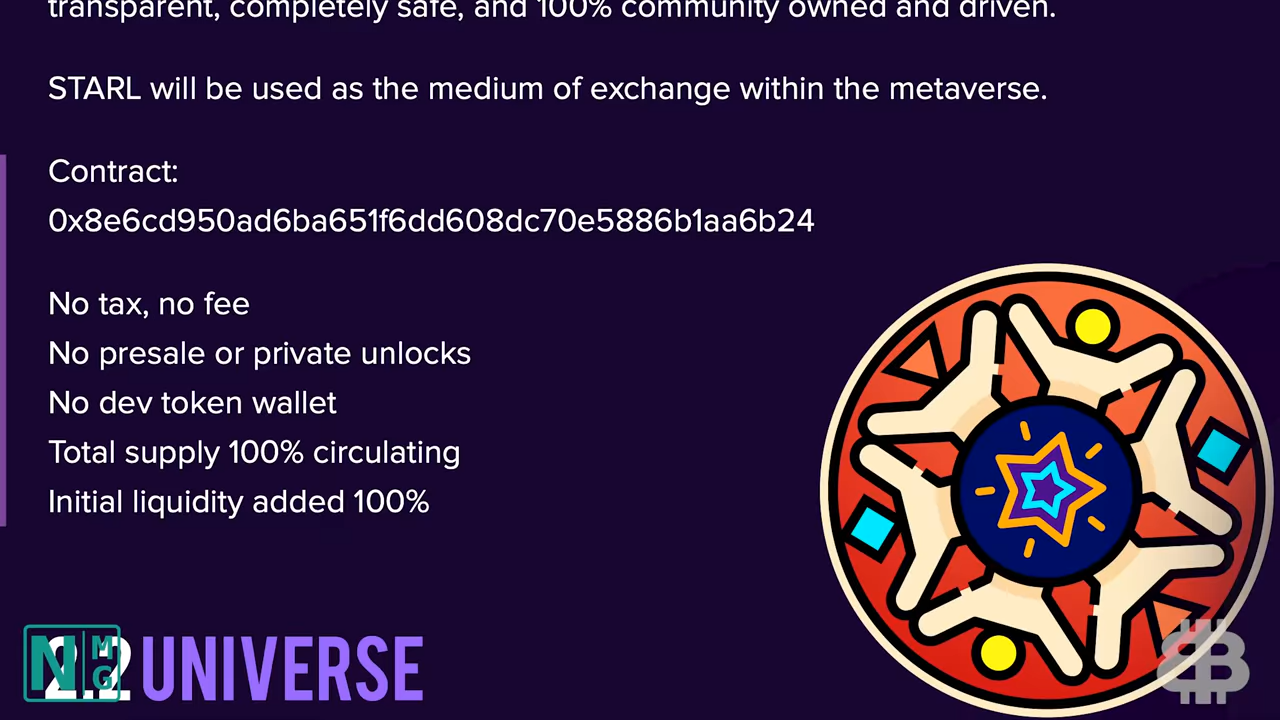 transparent, completely safe, and 100% community owned and driven.
STARL will be used as the medium of exchange within the metaverse.
Contract:
0x8e6cd950ad6ba651f6dd608dc70e5886b1aa6b24
No tax, no fee
No presale or private unlocks
No dev token wallet
Total supply 100% circulating
Initial liquidity added 100%
2.2 UNIVERSE
N M G